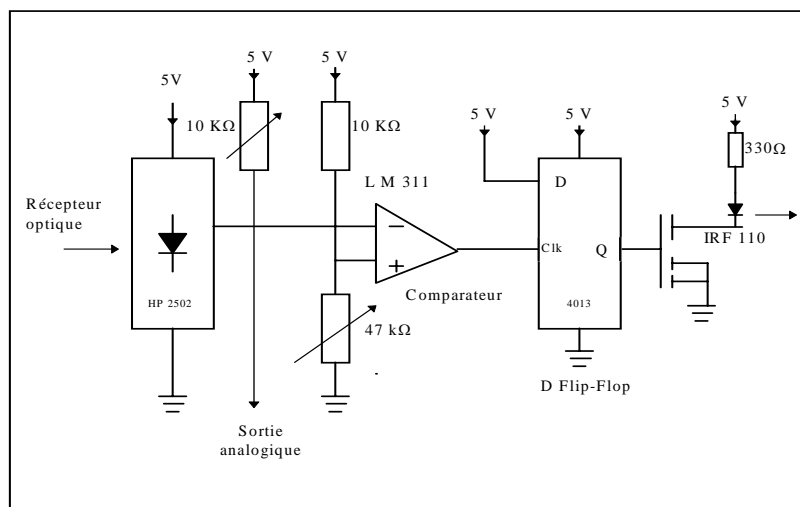 5V
5 V
5 V
10 KΩ
10 KΩ
5 V
5 V
5 V
330Ω
L M 311
Récepteur
optique
HP 2502
−
+
Comparateur
47 kΩ
D
Clk
Q
4013
D Flip-Flop
IRF 110
Sortie
analogique